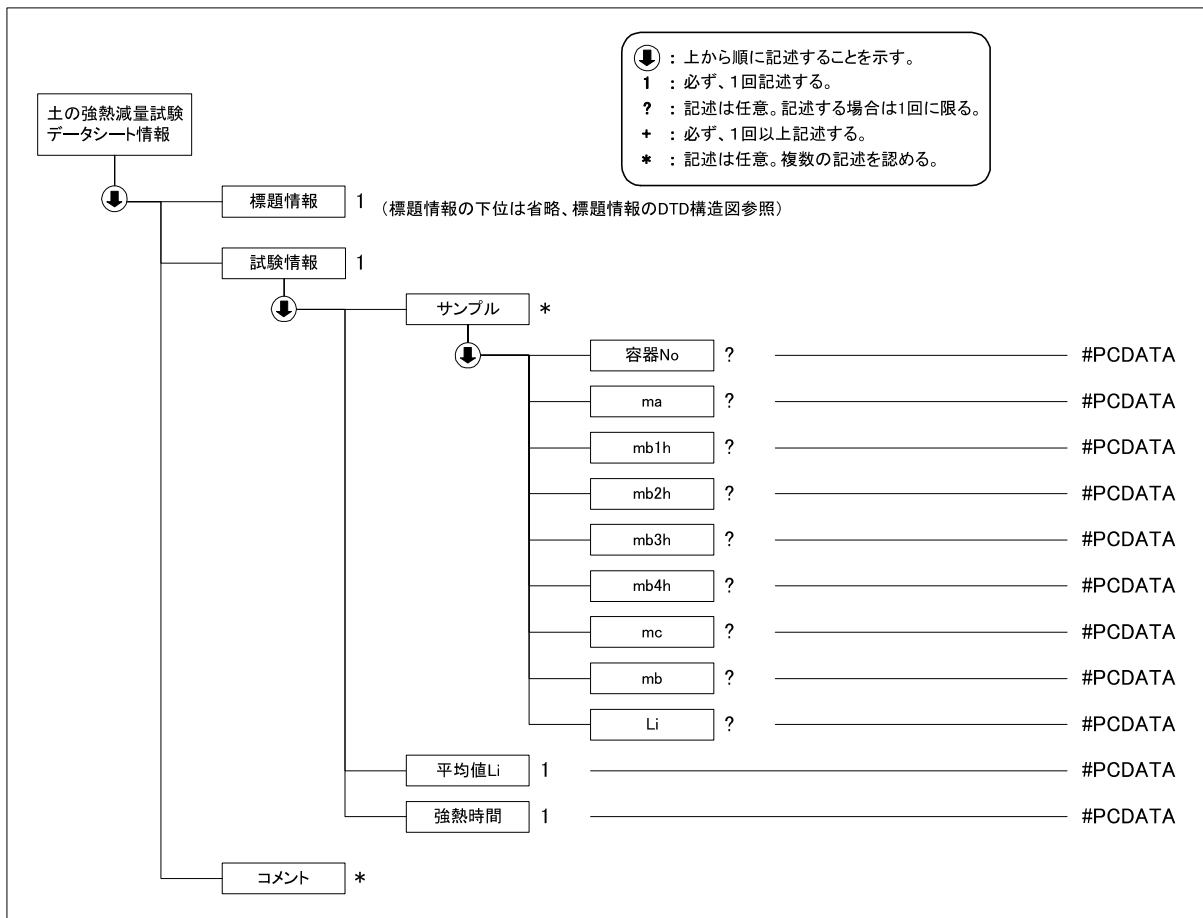 : 上から順に記述することを示す。
1 : 必ず、1回記述する。
? : 記述は任意。記述する場合は1回に限る。
+ : 必ず、1回以上記述する。
* : 記述は任意。複数の記述を認める。
土の強熱減量試験
データシート情報
標題情報 1 (標題情報の下位は省略、標題情報のDTD構造図参照)
試験情報 1
サンプル *
容器No ? #PCDATA
ma ? #PCDATA
mb1h ? #PCDATA
mb2h ? #PCDATA
mb3h ? #PCDATA
mb4h ? #PCDATA
mc ? #PCDATA
mb ? #PCDATA
Li ? #PCDATA
平均値Li 1 #PCDATA
強熱時間 1 #PCDATA
コメント *